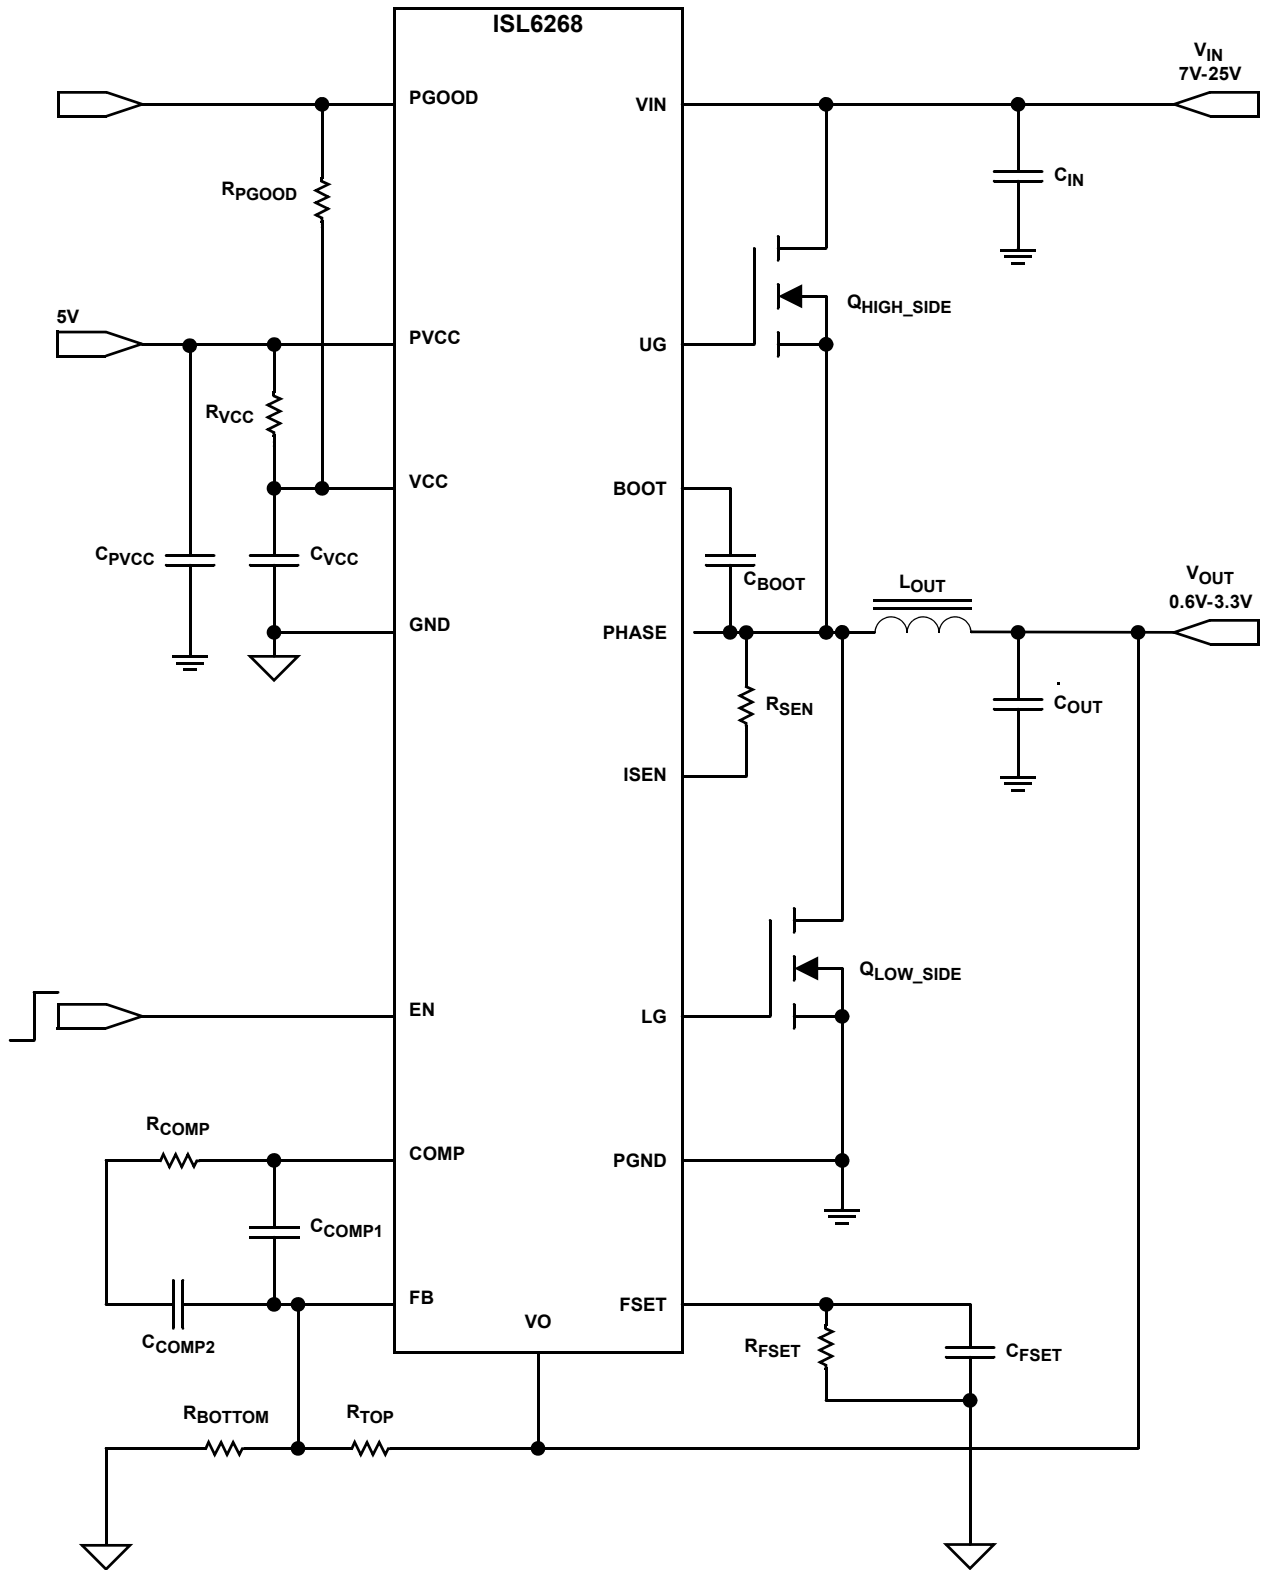 ISL6268
V_IN
7V-25V
PGOOD
VIN
R_PGOOD
C_IN
Q_HIGH_SIDE
5V
PVCC
UG
R_VCC
VCC
BOOT
C_PVCC
C_VCC
C_BOOT
L_OUT
V_OUT
0.6V-3.3V
GND
PHASE
R_SEN
C_OUT
ISEN
Q_LOW_SIDE
EN
LG
R_COMP
COMP
PGND
C_COMP1
FB
FSET
VO
C_COMP2
R_FSET
C_FSET
R_BOTTOM
R_TOP